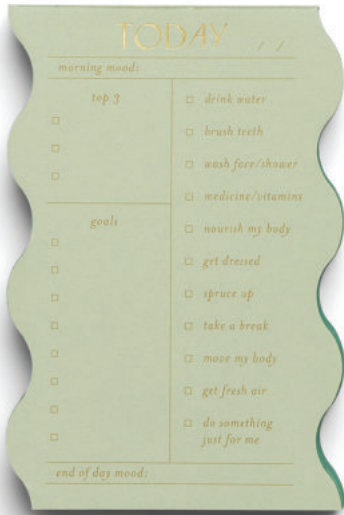 TODAY / /
morning mood:
top 3
goals
drink water
brush teeth
wash face/shower
medicine/vitamins
nourish my body
get dressed
spruce up
take a break
move my body
get fresh air
do something
just for me
end of day mood: